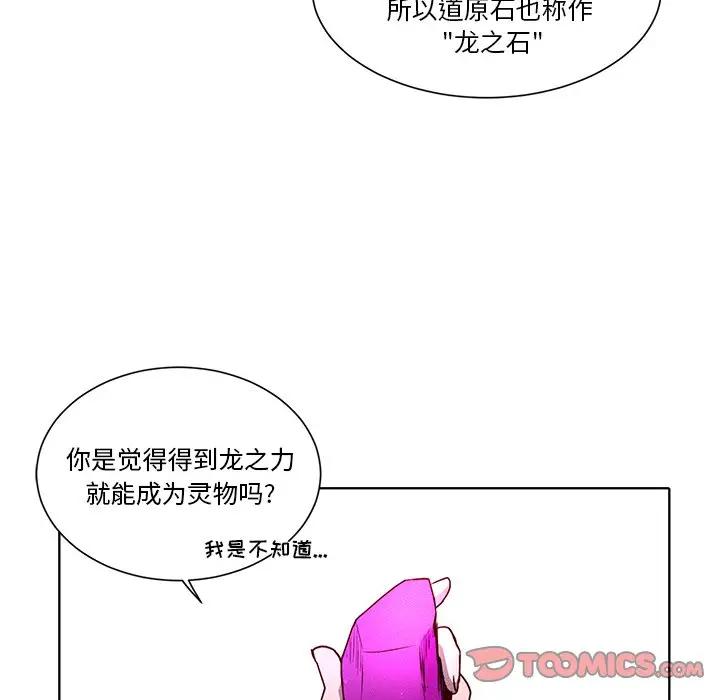 所以道原石也称作
"龙之石"
你是觉得得到龙之力
就能成为灵物吗?
我是不知道...
TOOMICS.com